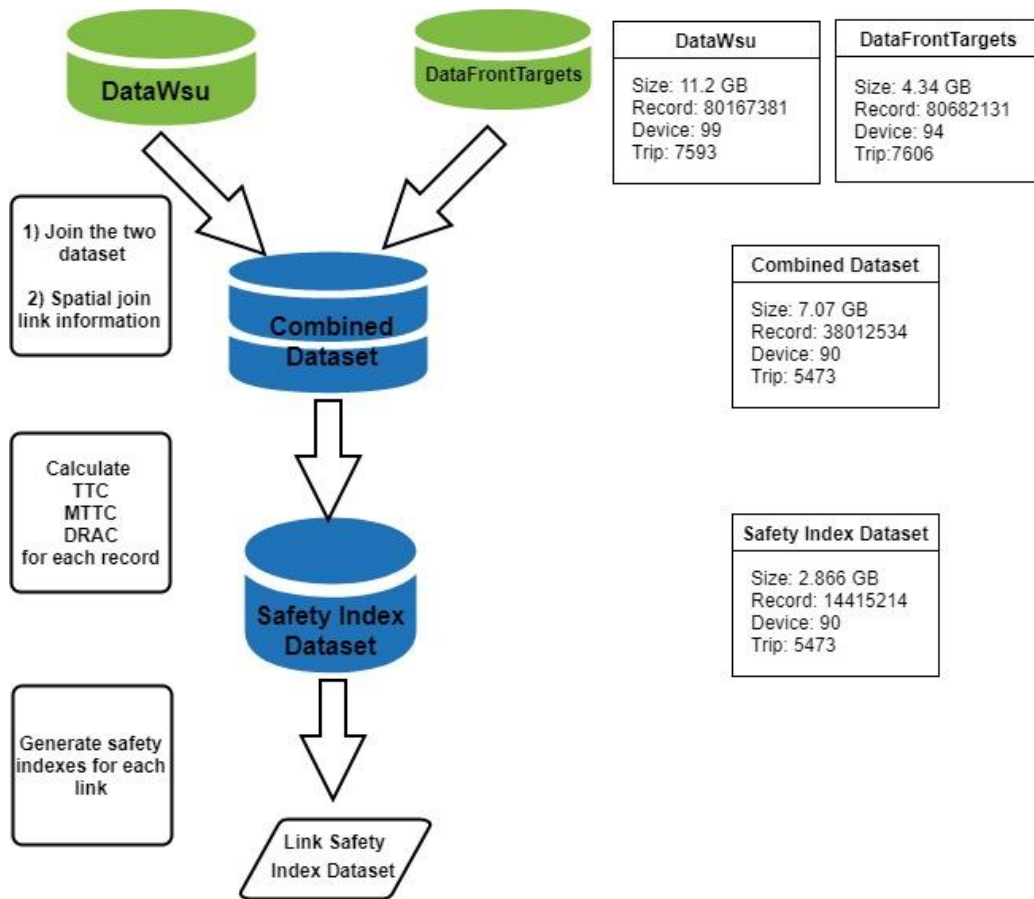 DataWsu
DataFrontTargets
DataWsu
Size: 11.2 GB
Record: 80167381
Device: 99
Trip: 7593
DataFrontTargets
Size: 4.34 GB
Record: 80682131
Device: 94
Trip:7606
1) Join the two
dataset
2) Spatial join
link information
Combined
Dataset
Combined Dataset
Size: 7.07 GB
Record: 38012534
Device: 90
Trip: 5473
Calculate
TTC
MTTC
DRAC
for each record
Safety Index
Dataset
Safety Index Dataset
Size: 2.866 GB
Record: 14415214
Device: 90
Trip: 5473
Generate safety
indexes for each
link
Link Safety
Index Dataset